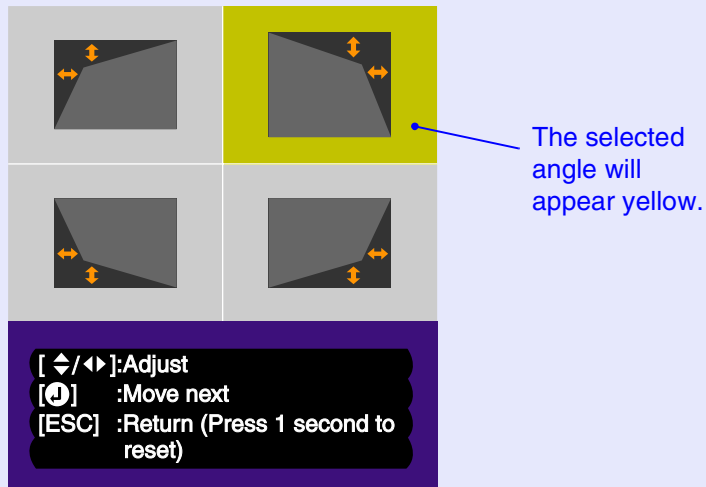 The selected
angle will
appear yellow.
[ / ]:Adjust
[ ] :Move next
[ESC] :Return (Press 1 second to
reset)